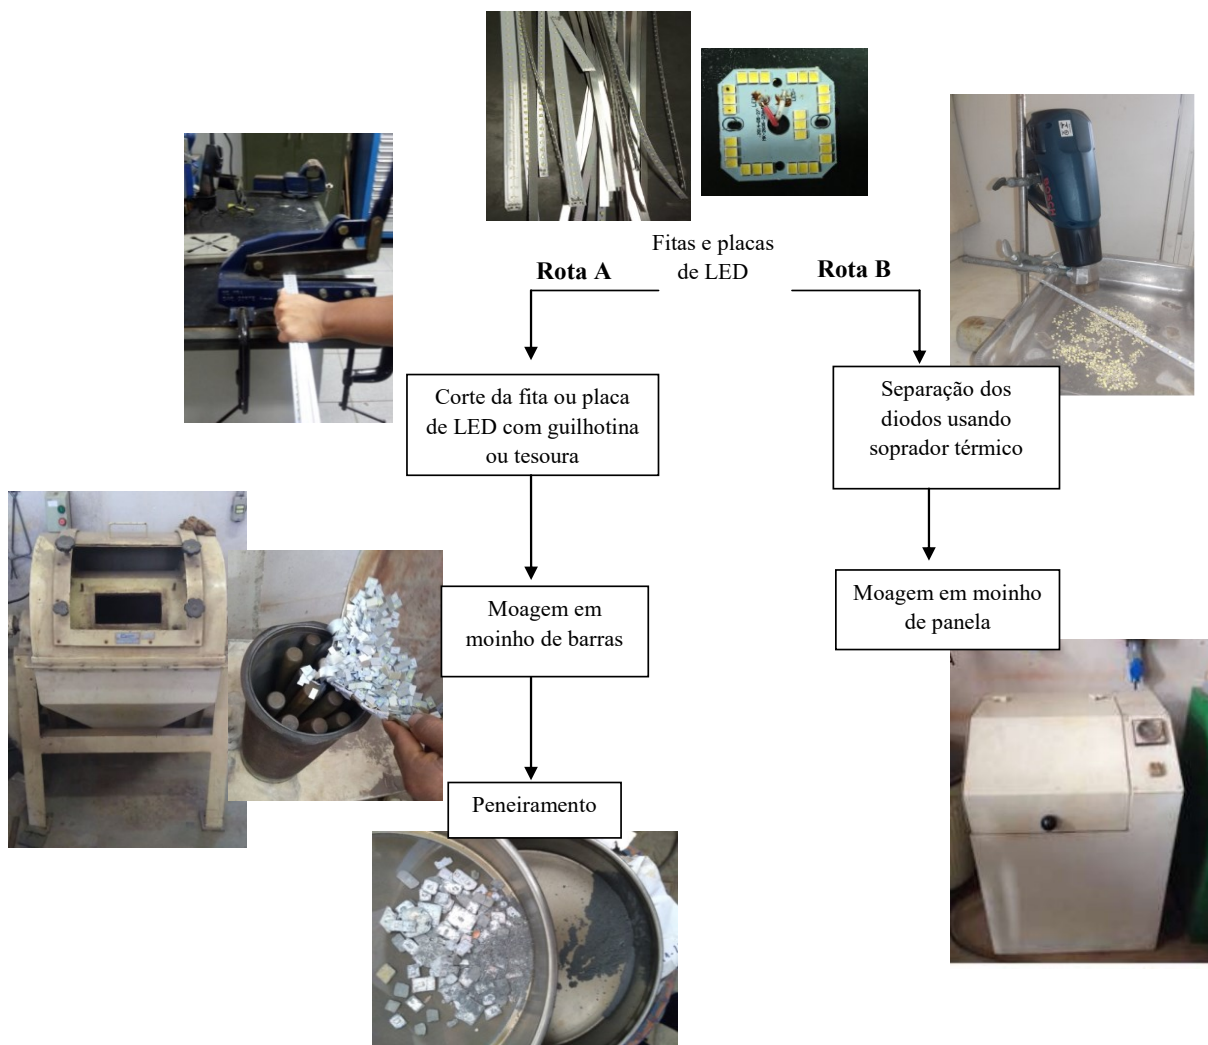 Fitas e placas
de LED
Rota A
Rota B
Corte da fita ou placa
de LED com guilhotina
ou tesoura
Separação dos
diodos usando
soprador térmico
Moagem em
moinho de barras
Moagem em moinho
de panela
Peneiramento
BOSCH